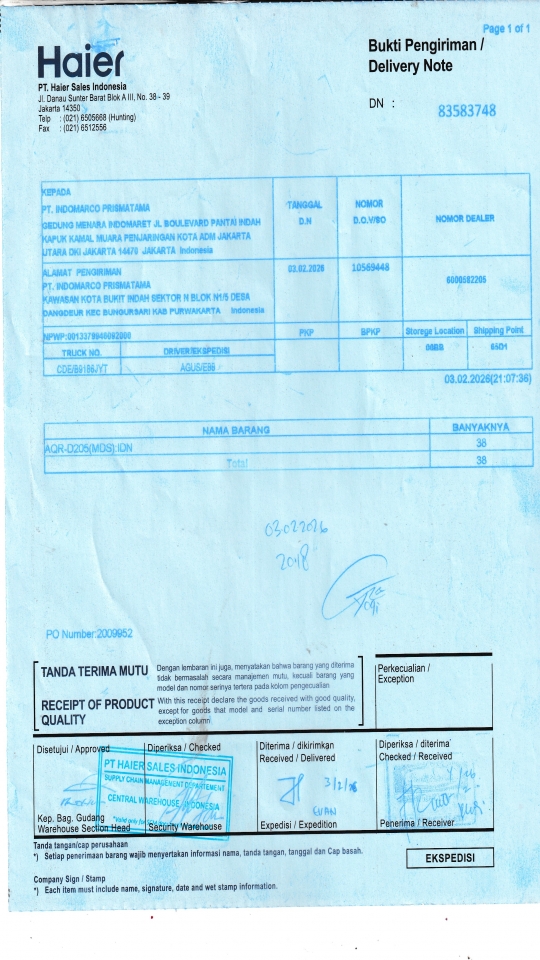 Page 1 of 1
Haier
Bukti Pengiriman /
Delivery Note
PT. Haier Sales Indonesia
Jl. Danau Sunter Barat Blok A III, No. 38 - 39
Jakarta 14350
Telp : (021) 6505668 (Hunting)
Fax : (021) 6512556
DN : 83583748
KEPADA
PT. INDOMARCO PRISMATAMA
GEDUNG MENARA INDOMARET JL BOULEVARD PANTAI INDAH
KAPUK KAMAL MUARA PENJARINGAN KOTA ADM JAKARTA
UTARA DKI JAKARTA 14470 JAKARTA Indonesia
TANGGAL
D.N
NOMOR
D.O.V/SO
NOMOR DEALER
ALAMAT PENGIRIMAN
PT. INDOMARCO PRISMATAMA
KAWASAN KOTA BUKIT INDAH SEKTOR N BLOK N1/5 DESA
DANGDEUR KEC BUNGURSARI KAB PURWAKARTA Indonesia
03.02.2026
10569448
6000582205
PKP
BPKP
Storege Location
Shipping Point
TRUCK NO.
DRIVER/EKSPEDISI
AGUS/E86
03.02.2026(21:07:36)
NAMA BARANG
BANYAKNYA
AQR-D205(MDS):IDN
38
Total
38
03022026
2018
PO Number:2009952
TANDA TERIMA MUTU
Dengan lembaran ini juga, menyatakan bahwa barang yang diterima
tidak bermasalah secara manajemen mutu, kecuali barang yang
model dan nomor serinya tertera pada kolom pengecualian
RECEIPT OF PRODUCT
QUALITY
With this receipt declare the goods received with good quality,
except for goods that model and serial number listed on the
exception column
Perkecualian /
Exception
Disetujui / Approved
Diperiksa / Checked
Diterima / dikirimkan
Received / Delivered
Diperiksa / diterima
Checked / Received
PT HAIER SALES INDONESIA
SUPPLY CHAIN MANAGEMENT DEPARTEMENT
CENTRAL WAREHOUSE INDONESIA
3/2/26
EVAN
Kep. Bag. Gudang
Warehouse Section Head
Security Warehouse
Expedisi / Expedition
Penerima / Receiver
Tanda tangan/cap perusahaan
*) Setiap penerimaan barang wajib menyertakan informasi nama, tanda tangan, tanggal dan Cap basah.
EKSPEDISI
Company Sign / Stamp
*) Each item must include name, signature, date and wet stamp information.